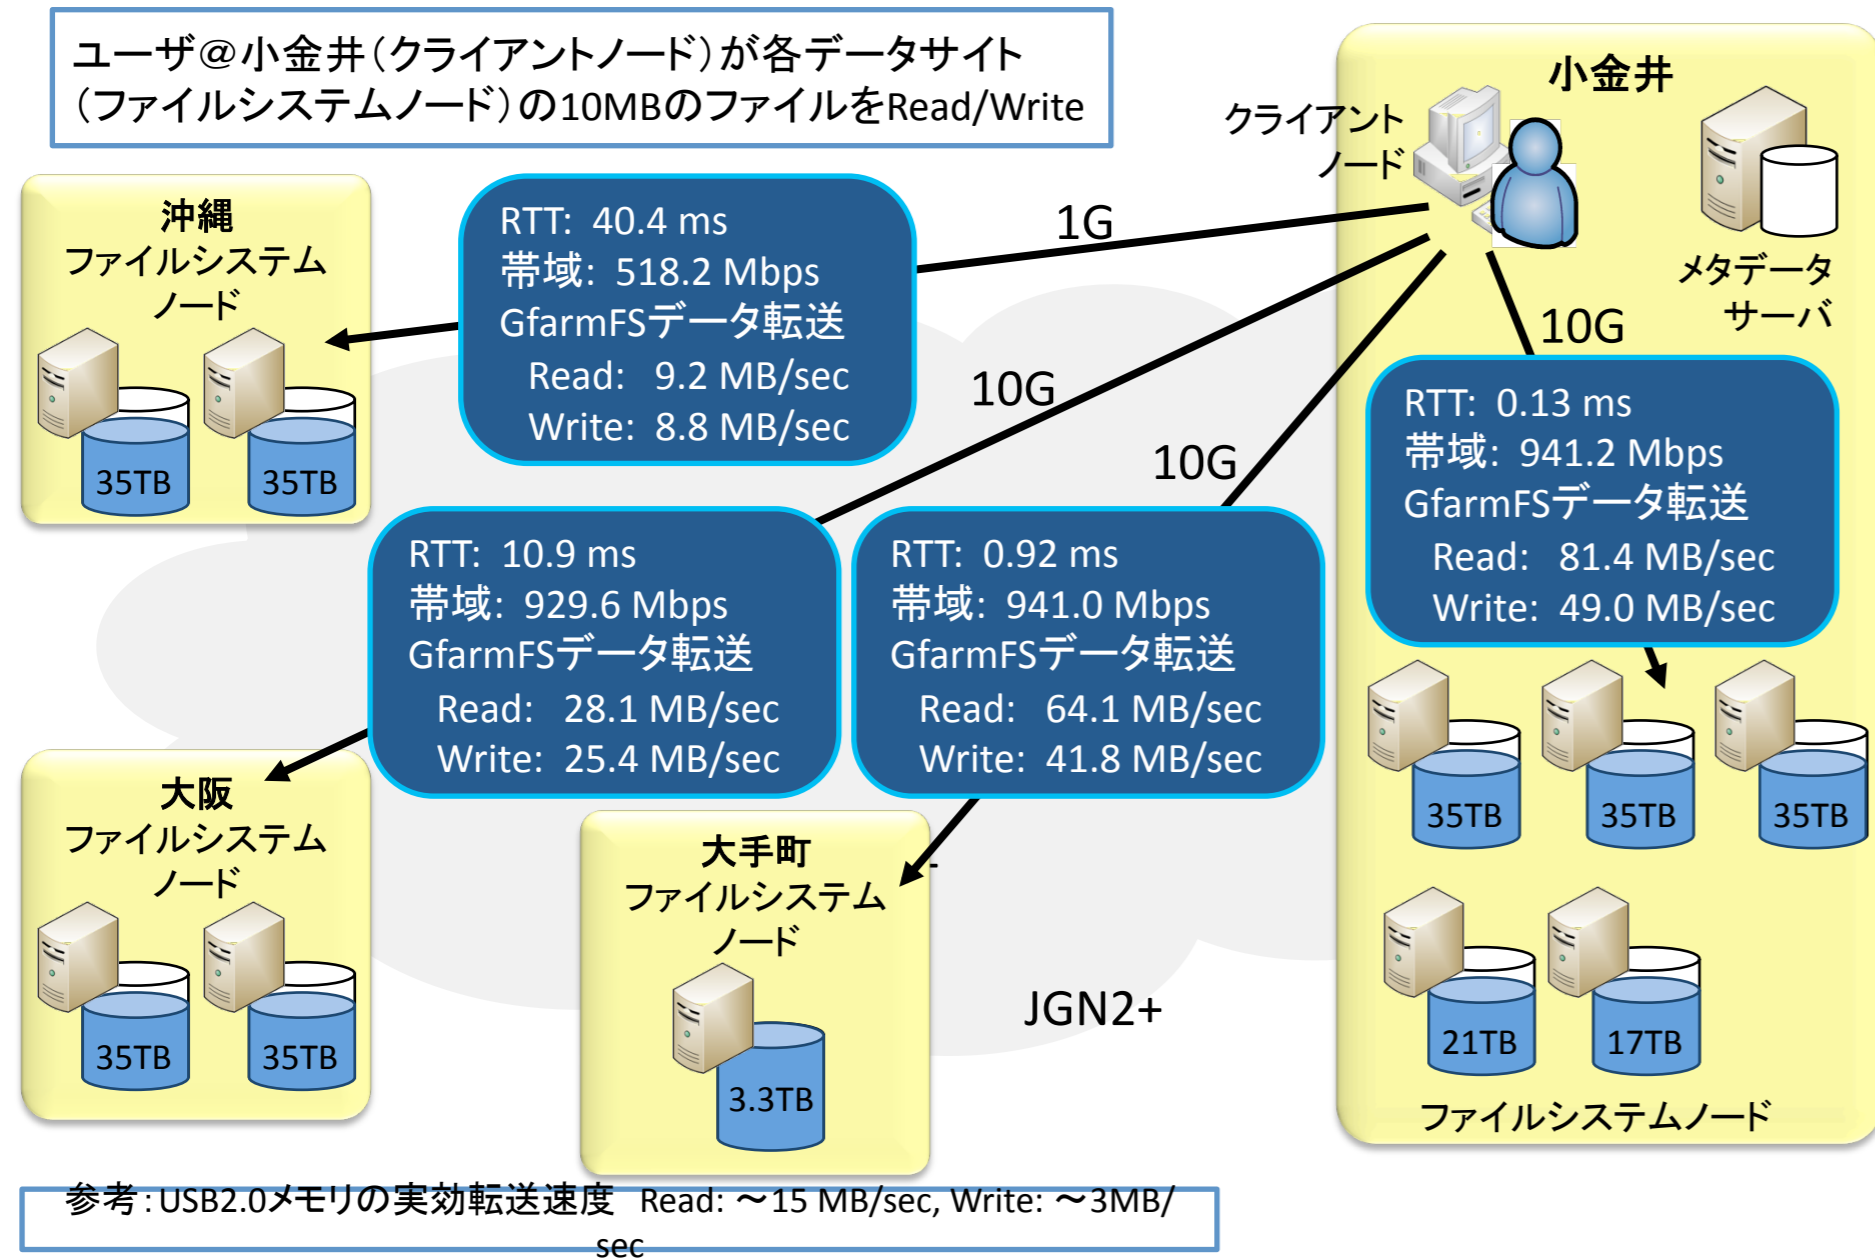 ユーザ@小金井(クライアントノード)が各データサイト
(ファイルシステムノード)の10MBのファイルをRead/Write
小金井
クライアント
ノード
メタデータ
サーバ
沖縄
ファイルシステム
ノード
35TB
35TB
RTT: 40.4 ms
帯域: 518.2 Mbps
GfarmFSデータ転送
Read: 9.2 MB/sec
Write: 8.8 MB/sec
1G
10G
10G
10G
RTT: 0.13 ms
帯域: 941.2 Mbps
GfarmFSデータ転送
Read: 81.4 MB/sec
Write: 49.0 MB/sec
RTT: 10.9 ms
帯域: 929.6 Mbps
GfarmFSデータ転送
Read: 28.1 MB/sec
Write: 25.4 MB/sec
RTT: 0.92 ms
帯域: 941.0 Mbps
GfarmFSデータ転送
Read: 64.1 MB/sec
Write: 41.8 MB/sec
35TB
35TB
35TB
21TB
17TB
ファイルシステムノード
大阪
ファイルシステム
ノード
35TB
35TB
大手町
ファイルシステム
ノード
3.3TB
JGN2+
参考:USB2.0メモリの実効転送速度 Read: ~15 MB/sec, Write: ~3MB/
sec